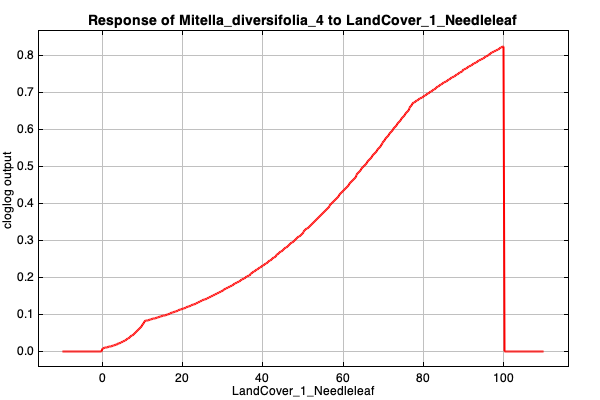 Response of Mitella_diversifolia_4 to LandCover_1_Needleleaf
cloglog output
0.8
0.7
0.6
0.5
0.4
0.3
0.2
0.1
0.0
0 20 40 60 80 100
LandCover_1_Needleleaf